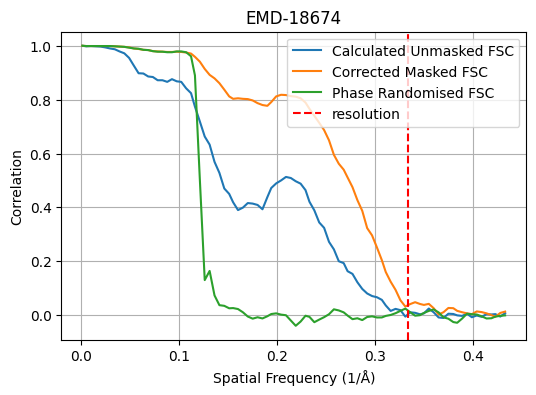 EMD-18674
1.0
0.8
0.6
0.4
0.2
0.0
Correlation
Calculated Unmasked FSC
Corrected Masked FSC
Phase Randomised FSC
resolution
0.0 0.1 0.2 0.3 0.4
Spatial Frequency (1/Å)